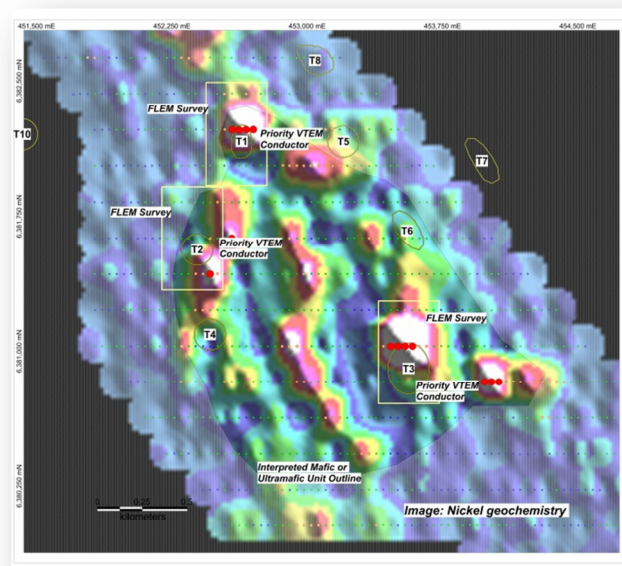 451,500 mE
452,250 mE
453,000 mE
453,750 mE
454,500 mE
6,382,500 mN
6,381,750 mN
6,381,000 mN
6,380,250 mN
T8
FLEM Survey
T10
T1
Priority VTEM
Conductor
T5
T7
FLEM Survey
T6
T2
Priority VTEM
Conductor
FLEM Survey
T4
T3
Priority VTEM
Conductor
Interpreted Mafic or
Ultramafic Unit Outline
0 0.25 0.5
kilometers
Image: Nickel geochemistry